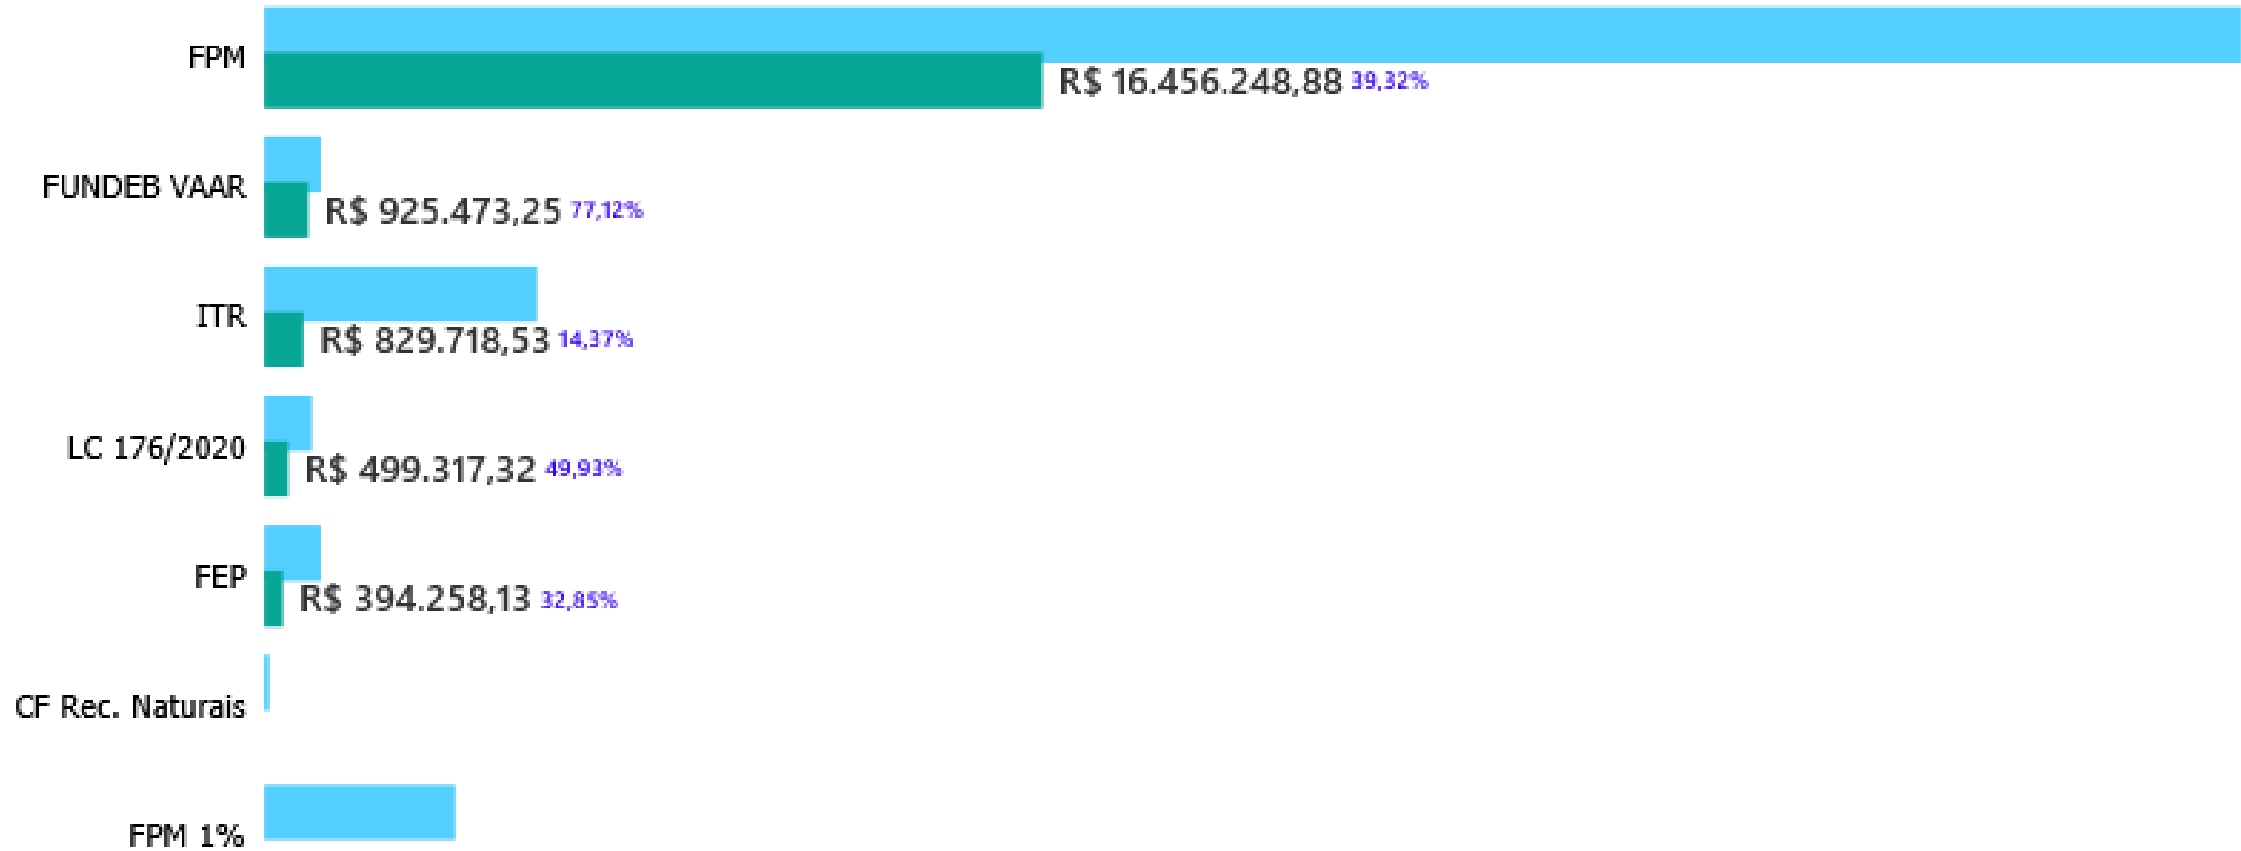 FPM
R$ 16.456.248,88 39,32%
FUNDEB VAAR
R$ 925.473,25 77,12%
ITR
R$ 829.718,53 14,37%
LC 176/2020
R$ 499.317,32 49,93%
FEP
R$ 394.258,13 32,85%
CF Rec. Naturais
FPM 1%